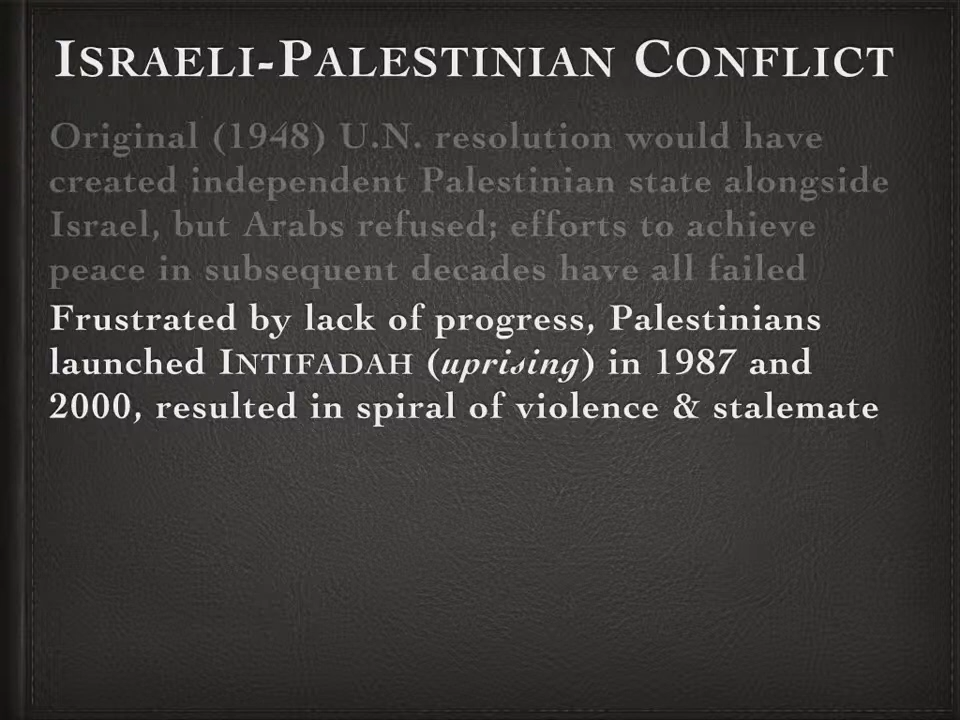 ISRAELI-PALESTINIAN CONFLICT
Original (1948) U.N. resolution would have
created independent Palestinian state alongside
Israel, but Arabs refused; efforts to achieve
peace in subsequent decades have all failed
Frustrated by lack of progress, Palestinians
launched INTIFADAH (uprising) in 1987 and
2000, resulted in spiral of violence & stalemate